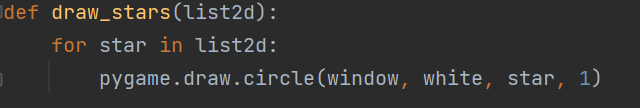 def draw_stars(list2d):
    for star in list2d:
        pygame.draw.circle(window, white, star, 1)